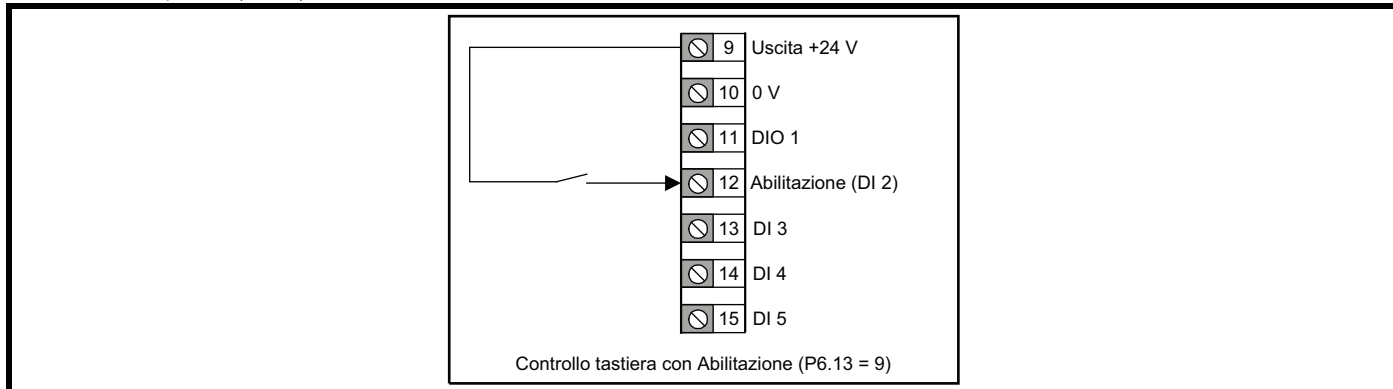 9 Uscita +24 V
10 0 V
11 DIO 1
12 Abilitazione (DI 2)
13 DI 3
14 DI 4
15 DI 5
Controllo tastiera con Abilitazione (P6.13 = 9)